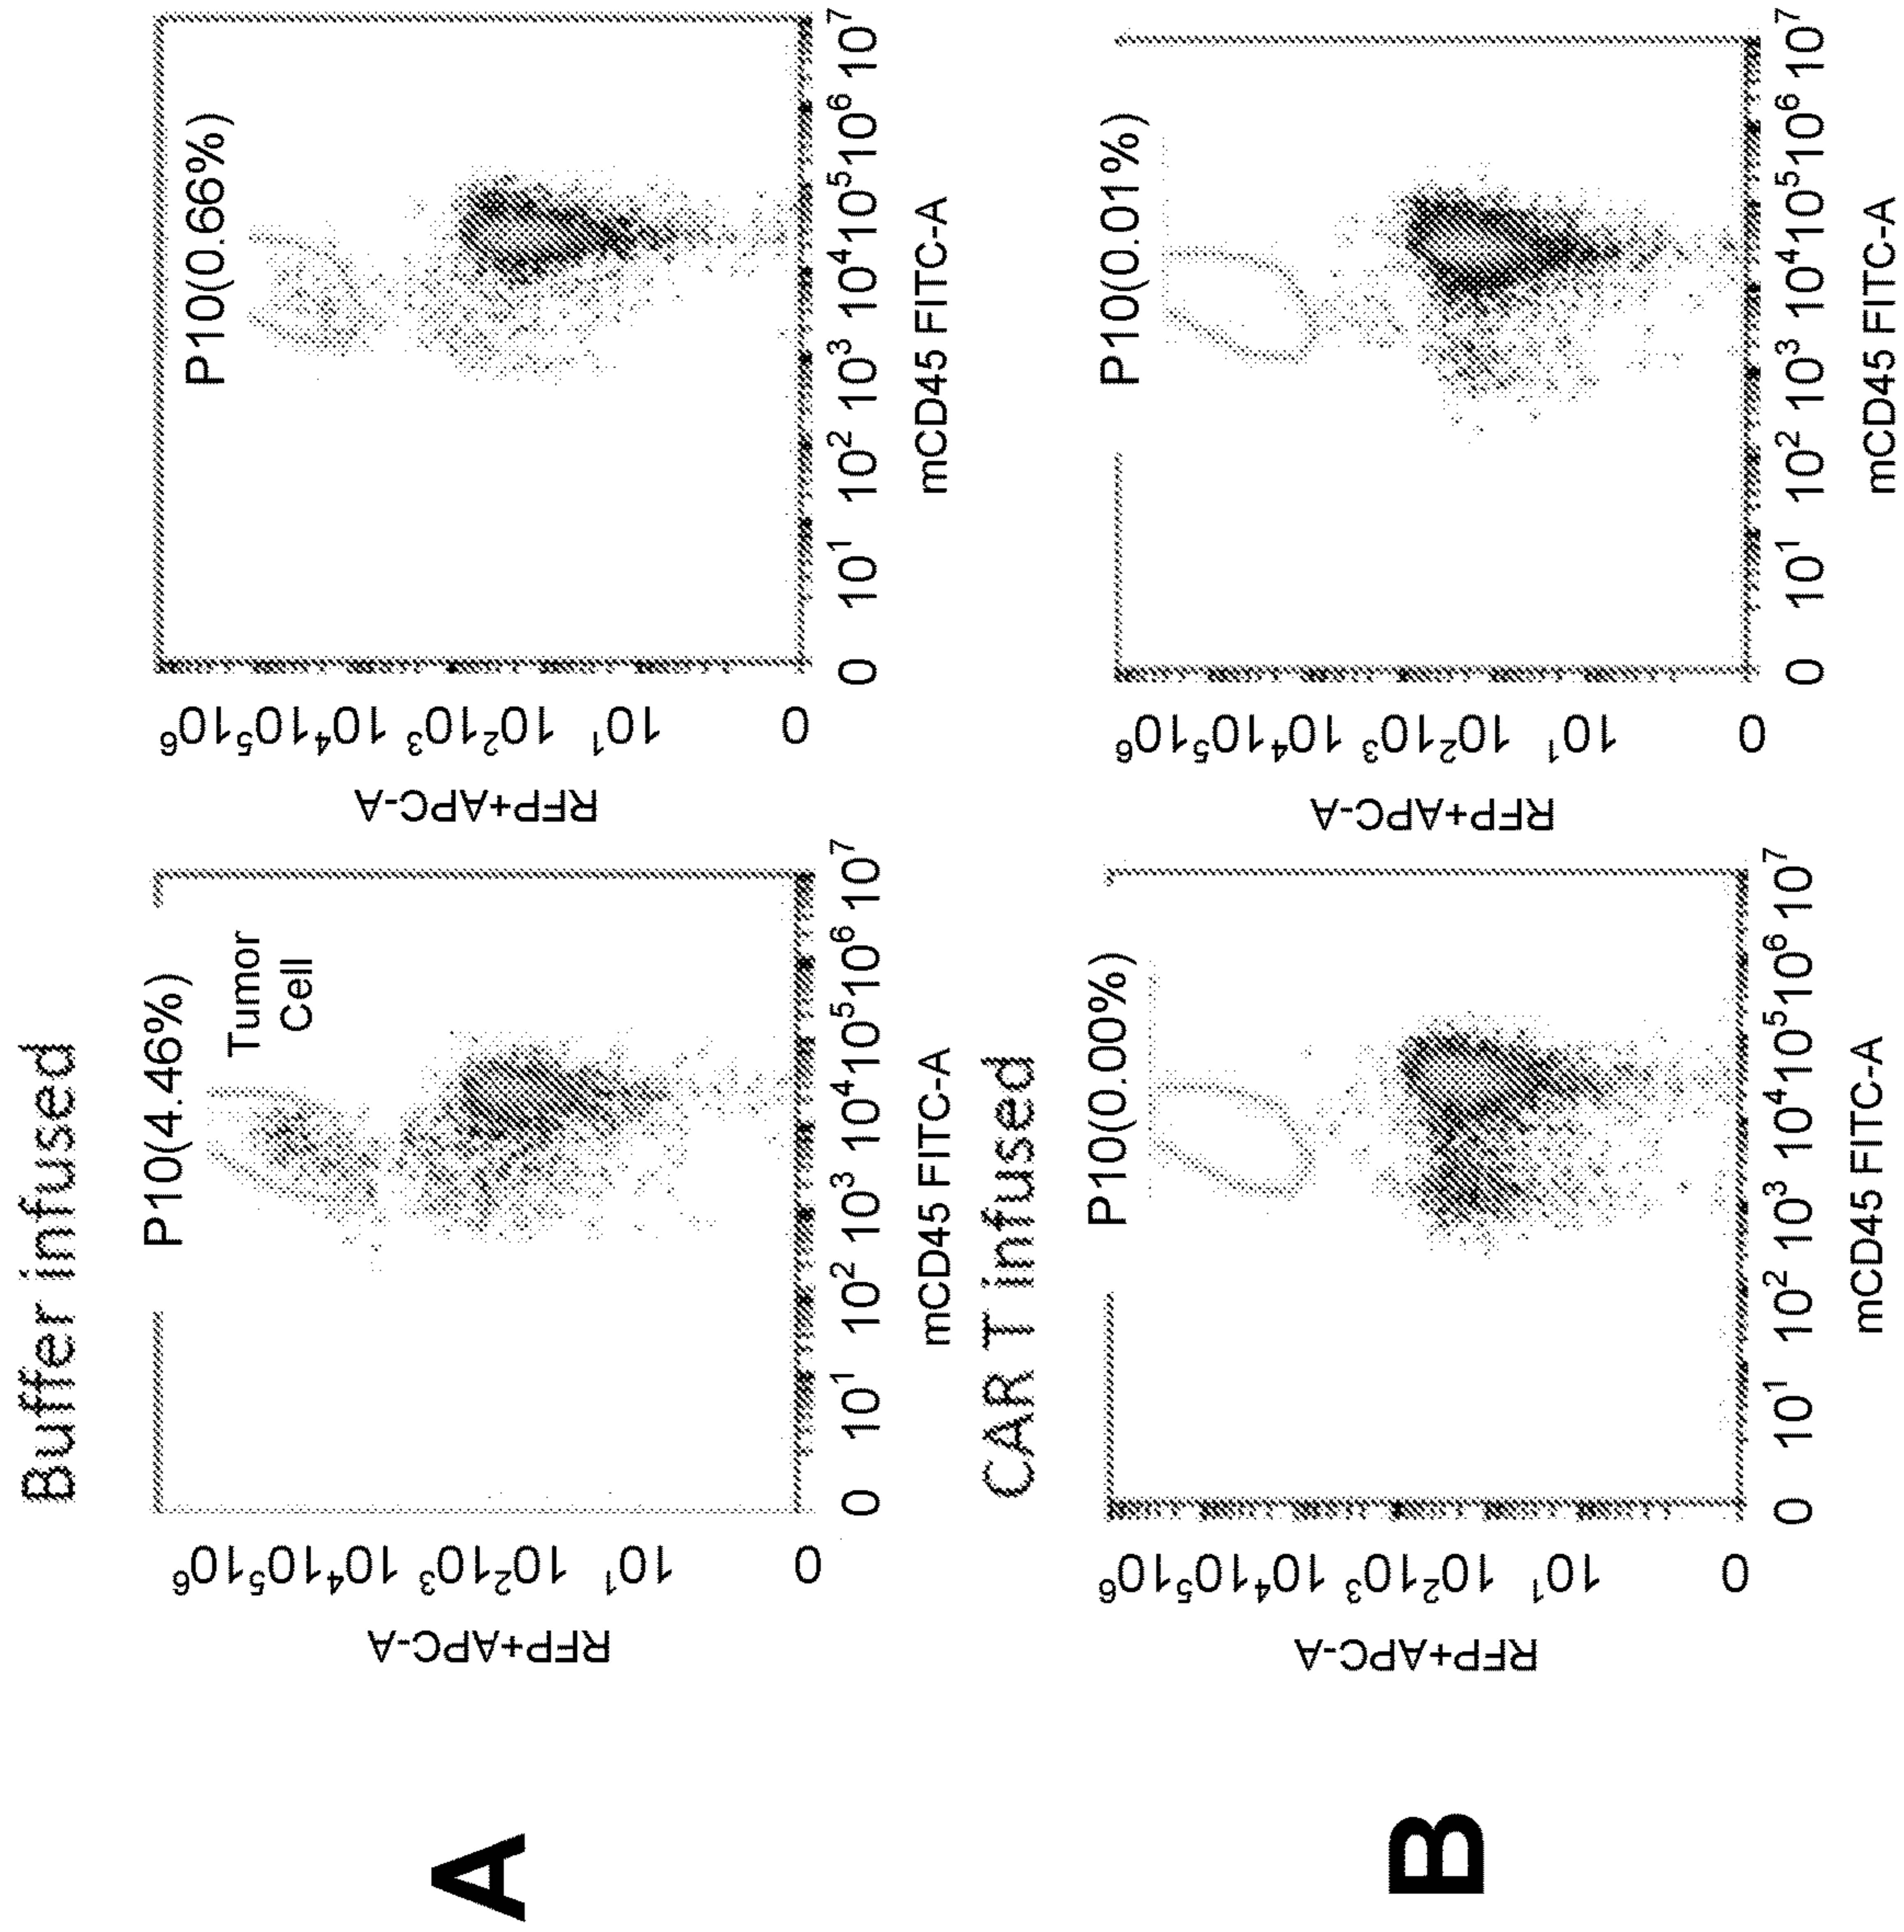 A
Buffer infused
P10(4.46%)
Tumor
Cell
RFP+APC-A
10⁶
10⁵
10⁴
10³
10²
10¹
0
0 10¹ 10² 10³ 10⁴ 10⁵ 10⁶ 10⁷
mCD45 FITC-A
P10(0.66%)
RFP+APC-A
10⁶
10⁵
10⁴
10³
10²
10¹
0
0 10¹ 10² 10³ 10⁴ 10⁵ 10⁶ 10⁷
mCD45 FITC-A
B
CAR T infused
P10(0.00%)
RFP+APC-A
10⁶
10⁵
10⁴
10³
10²
10¹
0
0 10¹ 10² 10³ 10⁴ 10⁵ 10⁶ 10⁷
mCD45 FITC-A
P10(0.01%)
RFP+APC-A
10⁶
10⁵
10⁴
10³
10²
10¹
0
0 10¹ 10² 10³ 10⁴ 10⁵ 10⁶ 10⁷
mCD45 FITC-A